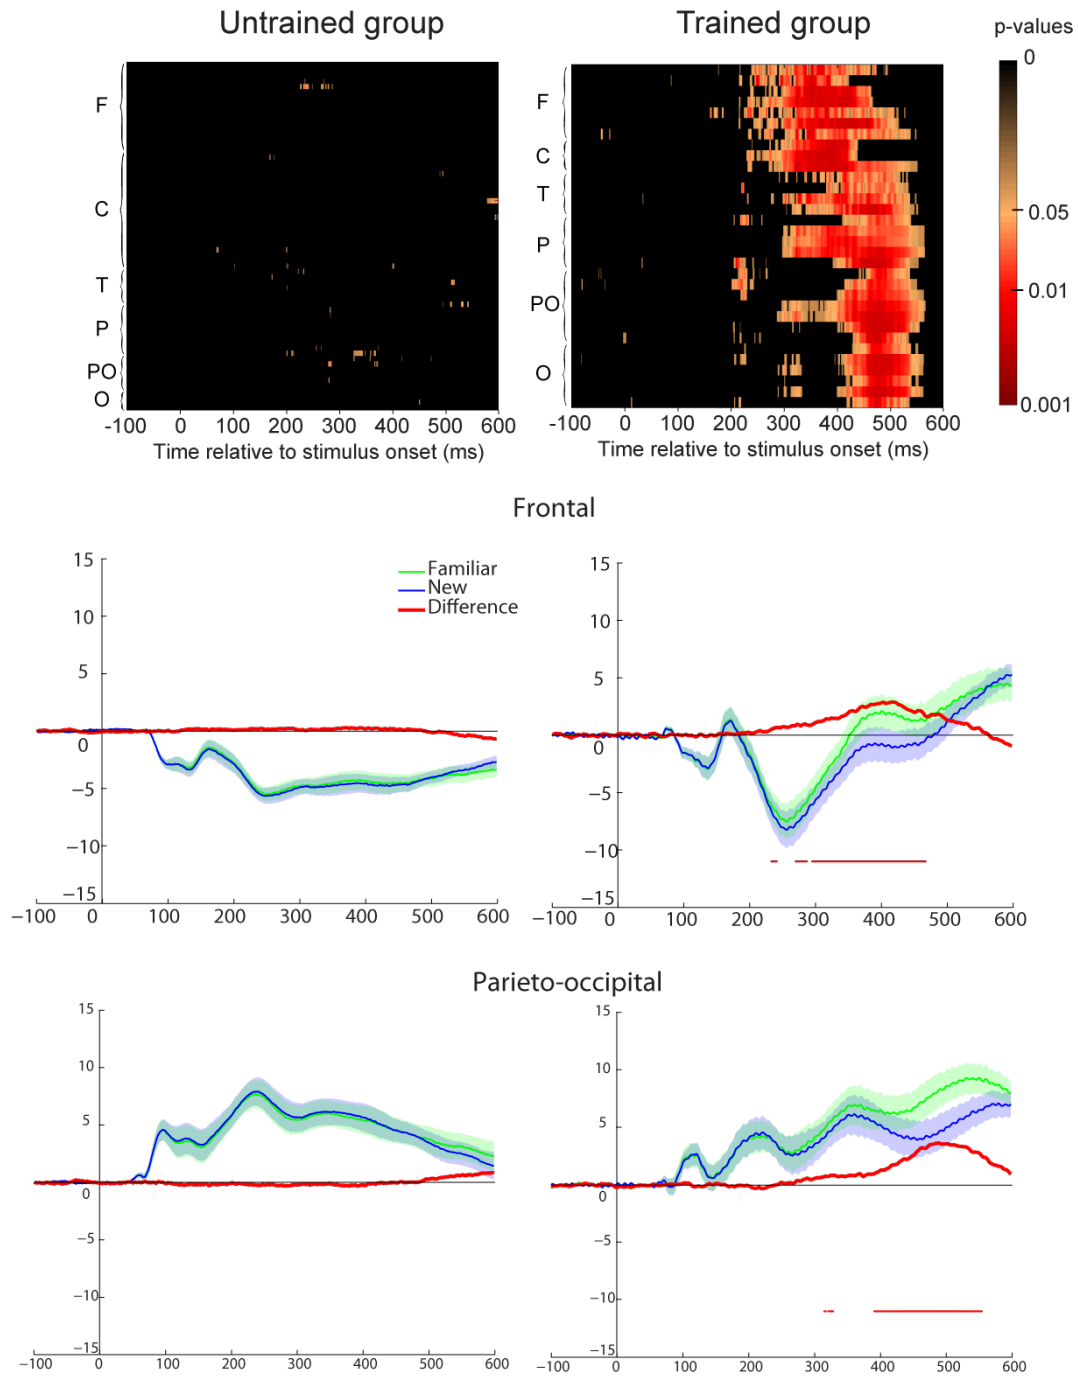 Untrained group
Trained group
p-values
0
0.05
0.01
0.001
F
C
T
P
PO
O
-100 0 100 200 300 400 500 600
Time relative to stimulus onset (ms)
F
C
T
P
PO
O
-100 0 100 200 300 400 500 600
Time relative to stimulus onset (ms)
Frontal
15
10
5
0
−5
−10
−15
−100 0 100 200 300 400 500 600
Familiar
New
Difference
15
10
5
0
−5
−10
−15
−100 0 100 200 300 400 500 600
Parieto-occipital
15
10
5
0
−5
−10
−15
−100 0 100 200 300 400 500 600
15
10
5
0
−5
−10
−15
−100 0 100 200 300 400 500 600